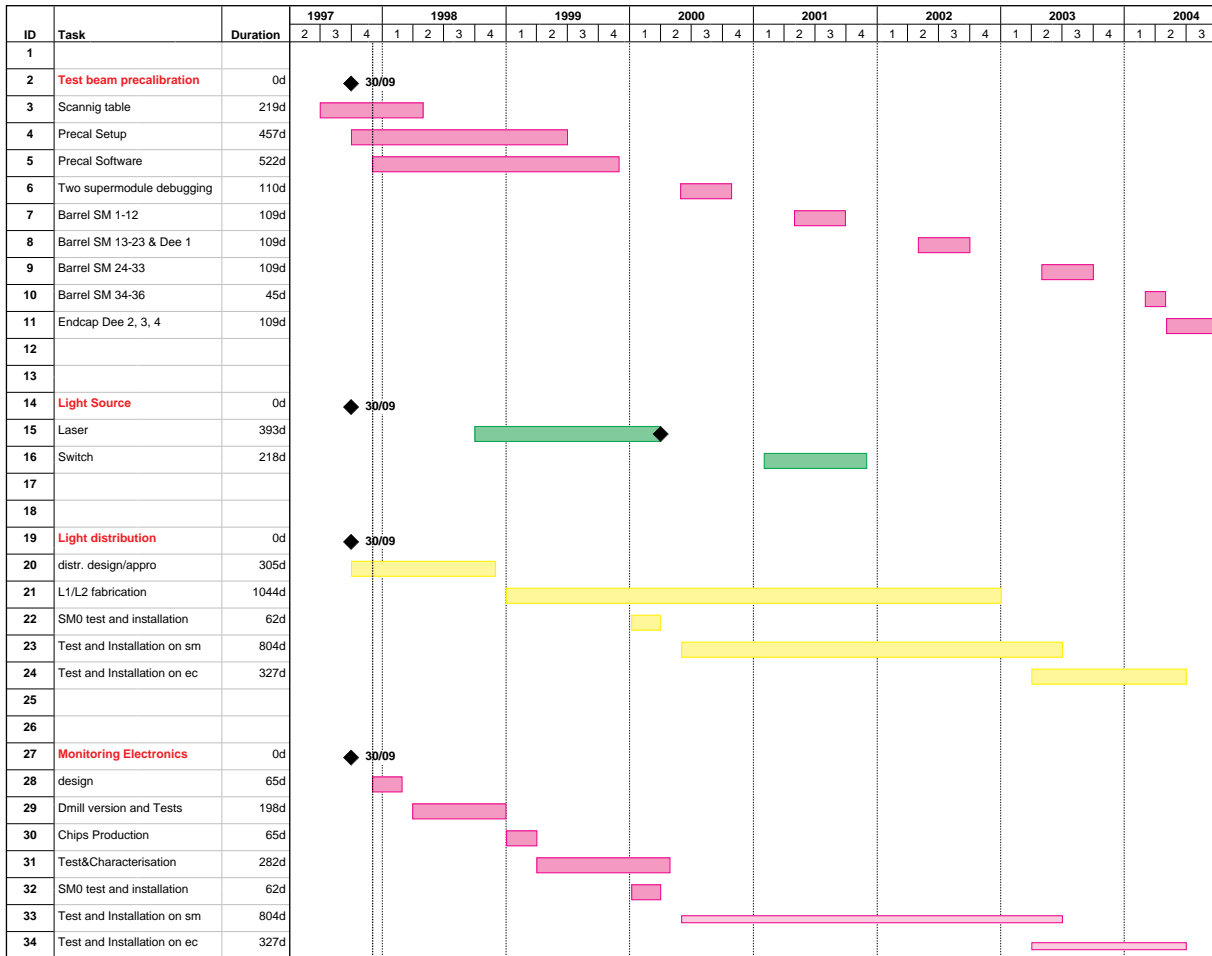 1997 1998 1999 2000 2001 2002 2003 2004
ID Task Duration 2 3 4 1 2 3 4 1 2 3 4 1 2 3 4 1 2 3 4 1 2 3 4 1 2 3 4 1 2 3
1
2 Test beam precalibration 0d 30/09
3 Scannig table 219d
4 Precal Setup 457d
5 Precal Software 522d
6 Two supermodule debugging 110d
7 Barrel SM 1-12 109d
8 Barrel SM 13-23 & Dee 1 109d
9 Barrel SM 24-33 109d
10 Barrel SM 34-36 45d
11 Endcap Dee 2, 3, 4 109d
12
13
14 Light Source 0d 30/09
15 Laser 393d
16 Switch 218d
17
18
19 Light distribution 0d 30/09
20 distr. design/appro 305d
21 L1/L2 fabrication 1044d
22 SM0 test and installation 62d
23 Test and Installation on sm 804d
24 Test and Installation on ec 327d
25
26
27 Monitoring Electronics 0d 30/09
28 design 65d
29 Dmill version and Tests 198d
30 Chips Production 65d
31 Test&Characterisation 282d
32 SM0 test and installation 62d
33 Test and Installation on sm 804d
34 Test and Installation on ec 327d